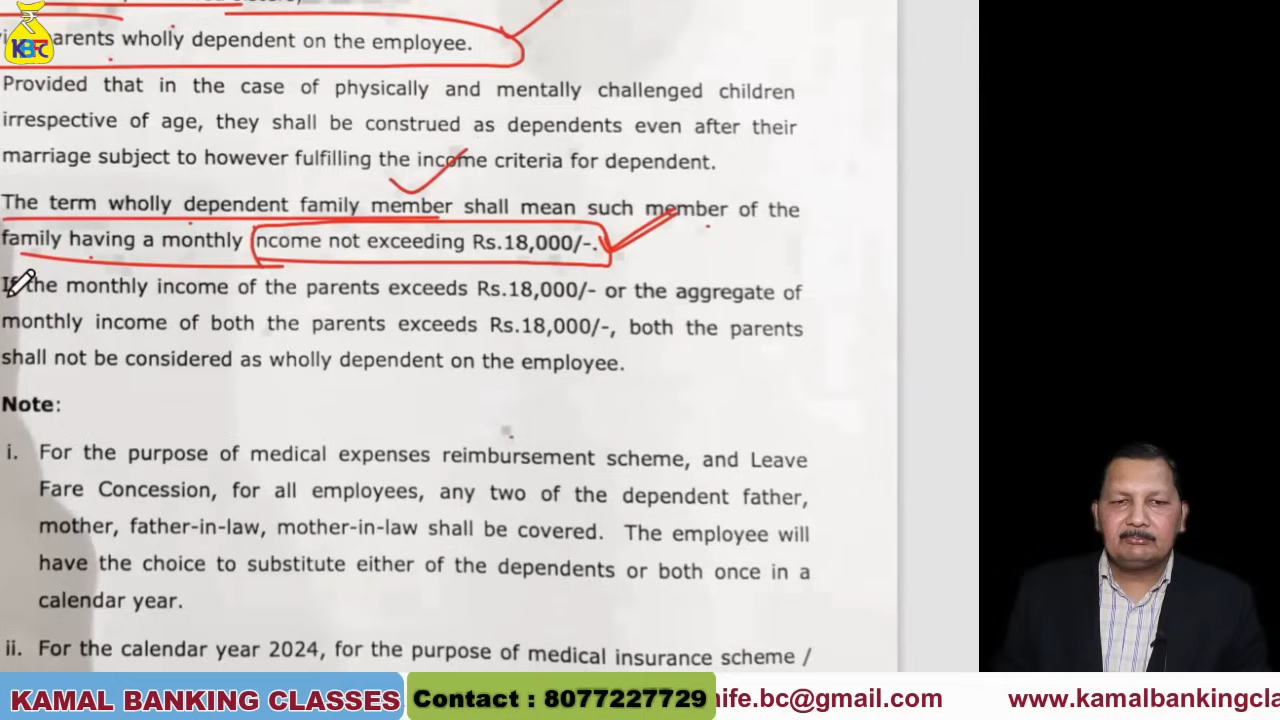 KBFC
arents wholly dependent on the employee.
Provided that in the case of physically and mentally challenged children
irrespective of age, they shall be construed as dependents even after their
marriage subject to however fulfilling the income criteria for dependent.
The term wholly dependent family member shall mean such member of the
family having a monthly ncome not exceeding Rs.18,000/-.
If the monthly income of the parents exceeds Rs.18,000/- or the aggregate of
monthly income of both the parents exceeds Rs.18,000/-, both the parents
shall not be considered as wholly dependent on the employee.
Note:
i. For the purpose of medical expenses reimbursement scheme, and Leave
Fare Concession, for all employees, any two of the dependent father,
mother, father-in-law, mother-in-law shall be covered. The employee will
have the choice to substitute either of the dependents or both once in a
calendar year.
ii. For the calendar year 2024, for the purpose of medical insurance scheme /
KAMAL BANKING CLASSES
Contact : 8077227729
nife.bc@gmail.com
www.kamalbankingcla